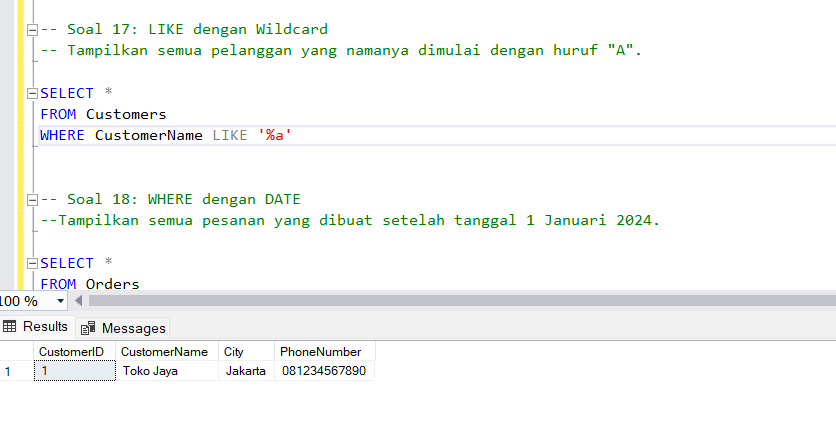 -- Soal 17: LIKE dengan Wildcard
-- Tampilkan semua pelanggan yang namanya dimulai dengan huruf "A".
SELECT *
FROM Customers
WHERE CustomerName LIKE '%a'
-- Soal 18: WHERE dengan DATE
--Tampilkan semua pesanan yang dibuat setelah tanggal 1 Januari 2024.
SELECT *
FROM Orders
100 %
Results Messages
CustomerID CustomerName City PhoneNumber
1 1 Toko Jaya Jakarta 081234567890